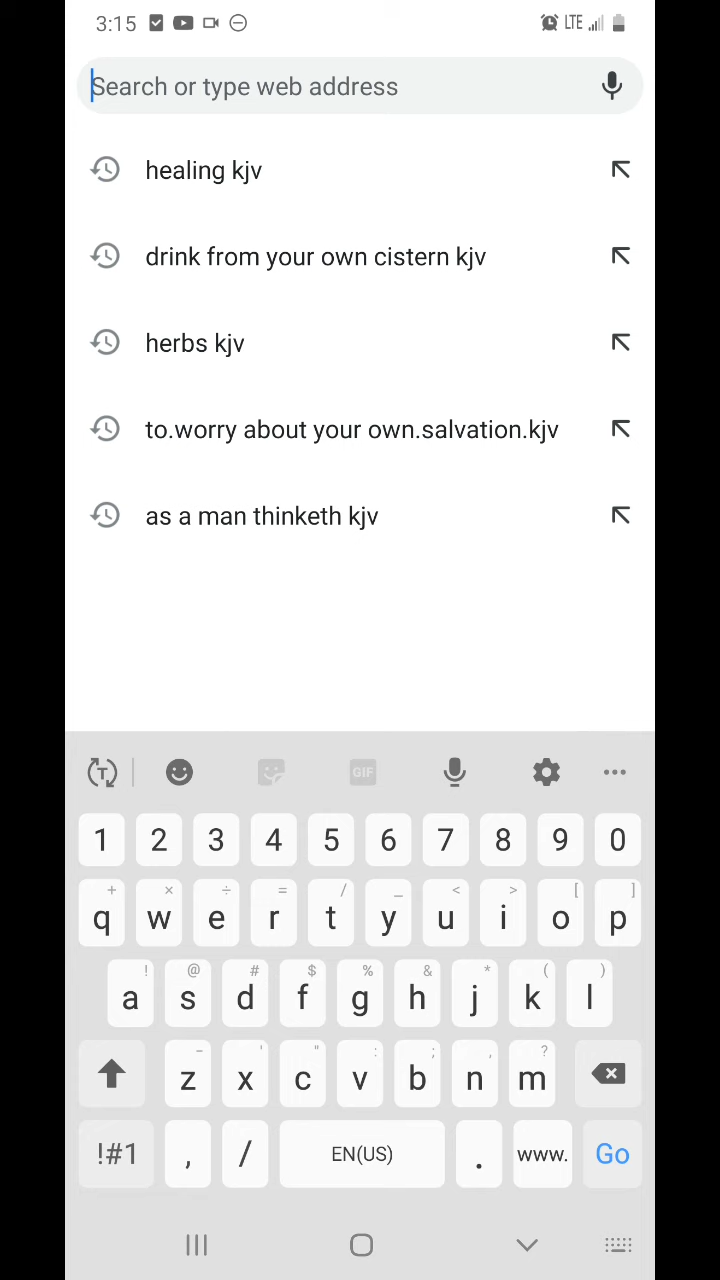 3:15 LTE
Search or type web address
healing kjv
drink from your own cistern kjv
herbs kjv
to.worry about your own.salvation.kjv
as a man thinketh kjv
T GIF
1 2 3 4 5 6 7 8 9 0
+ × ÷ = / _ < > [ ]
q w e r t y u i o p
! @ # $ % & * ( )
a s d f g h j k l
- ' " : ; , ?
z x c v b n m
!#1 , / EN(US) . www. Go